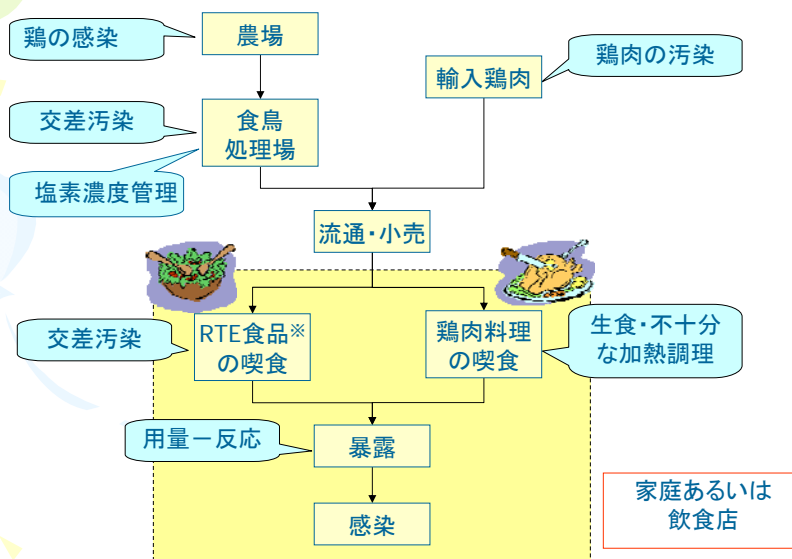 鶏の感染
農場
鶏肉の汚染
輸入鶏肉
交差汚染
食鳥
処理場
塩素濃度管理
流通・小売
交差汚染
RTE食品※
の喫食
鶏肉料理
の喫食
生食・不十分
な加熱調理
用量－反応
暴露
感染
家庭あるいは
飲食店